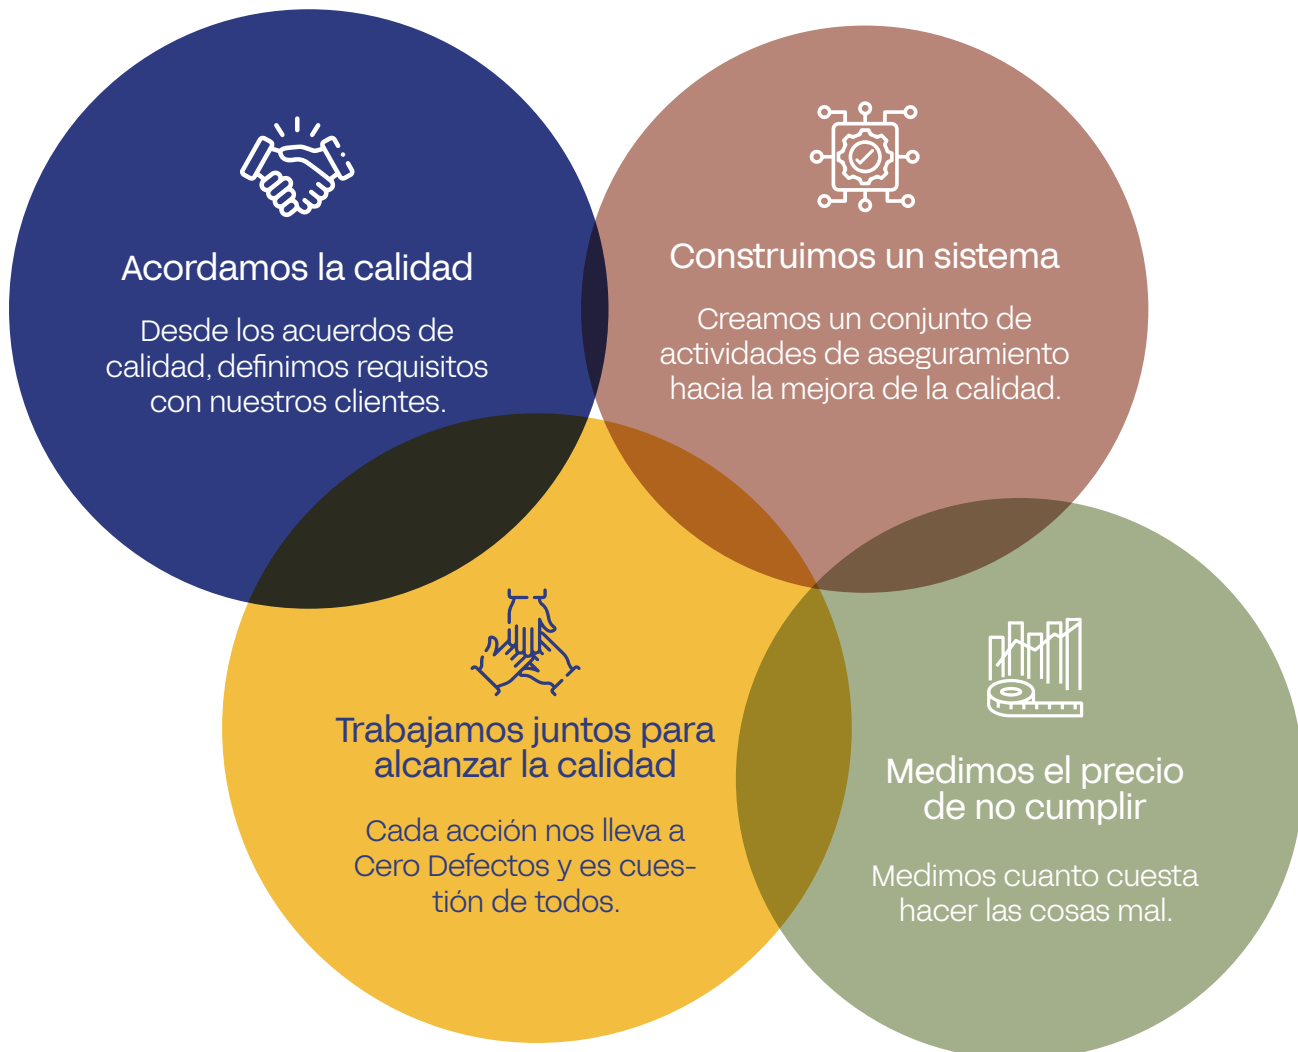 Acordamos la calidad
Desde los acuerdos de
calidad, definimos requisitos
con nuestros clientes.
Construimos un sistema
Creamos un conjunto de
actividades de aseguramiento
hacia la mejora de la calidad.
Trabajamos juntos para
alcanzar la calidad
Cada acción nos lleva a
Cero Defectos y es cues-
tión de todos.
Medimos el precio
de no cumplir
Medimos cuanto cuesta
hacer las cosas mal.